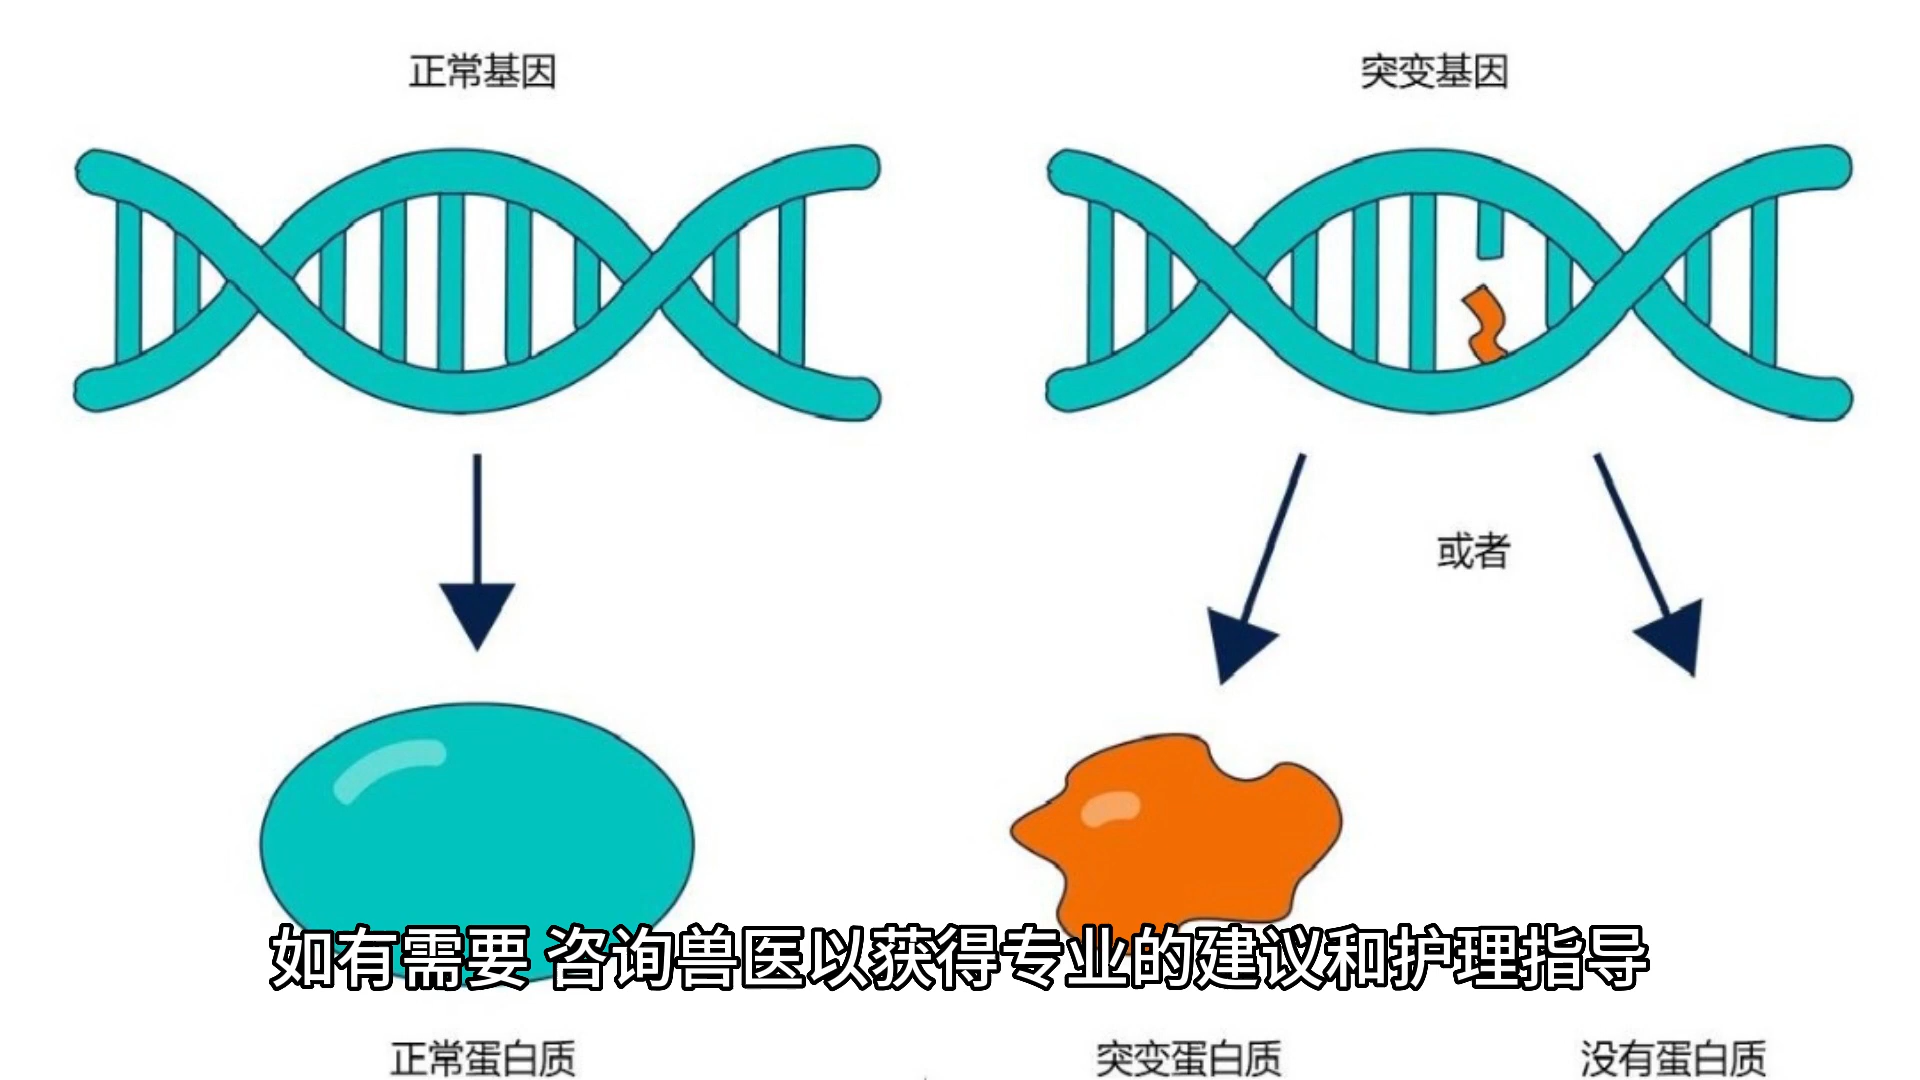 正常基因
突变基因
或者
如有需要 咨询兽医以获得专业的建议和护理指导
正常蛋白质
突变蛋白质
没有蛋白质